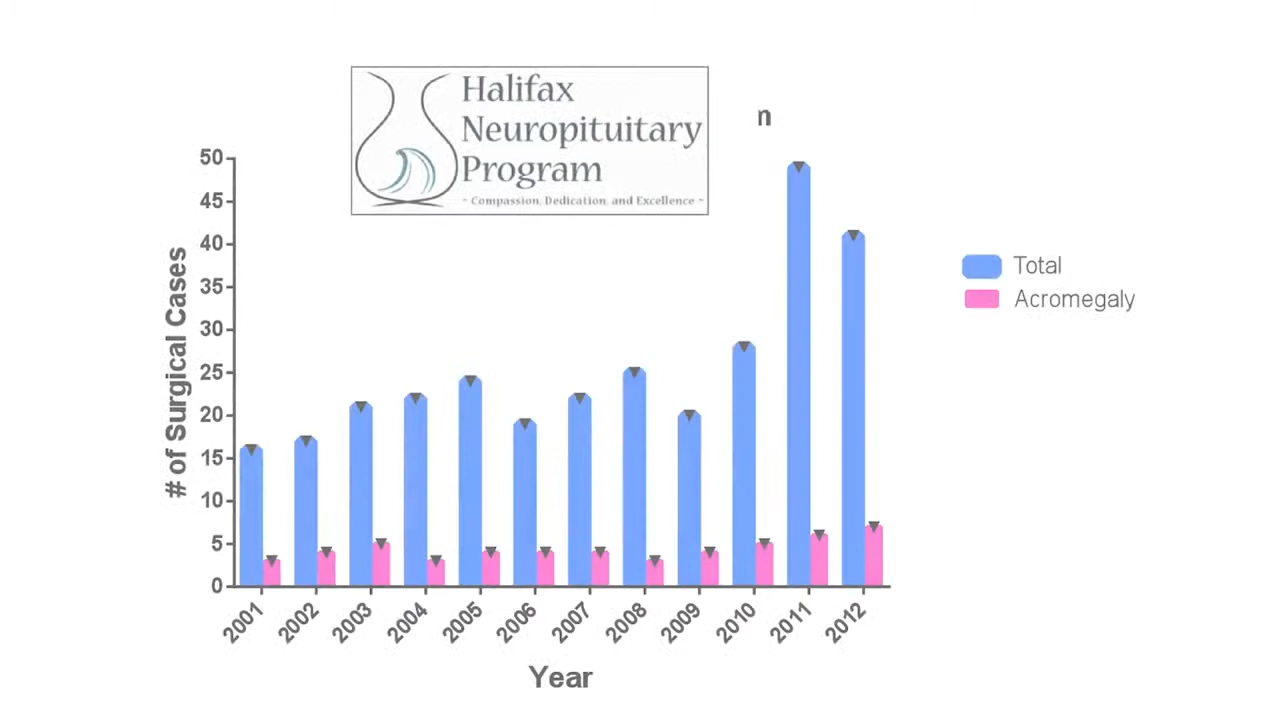 Halifax
Neuropituitary
Program
~ Compassion, Dedication, and Excellence ~
n
50
45
40
35
30
25
20
15
10
5
0
# of Surgical Cases
Total
Acromegaly
2001
2002
2003
2004
2005
2006
2007
2008
2009
2010
2011
2012
Year